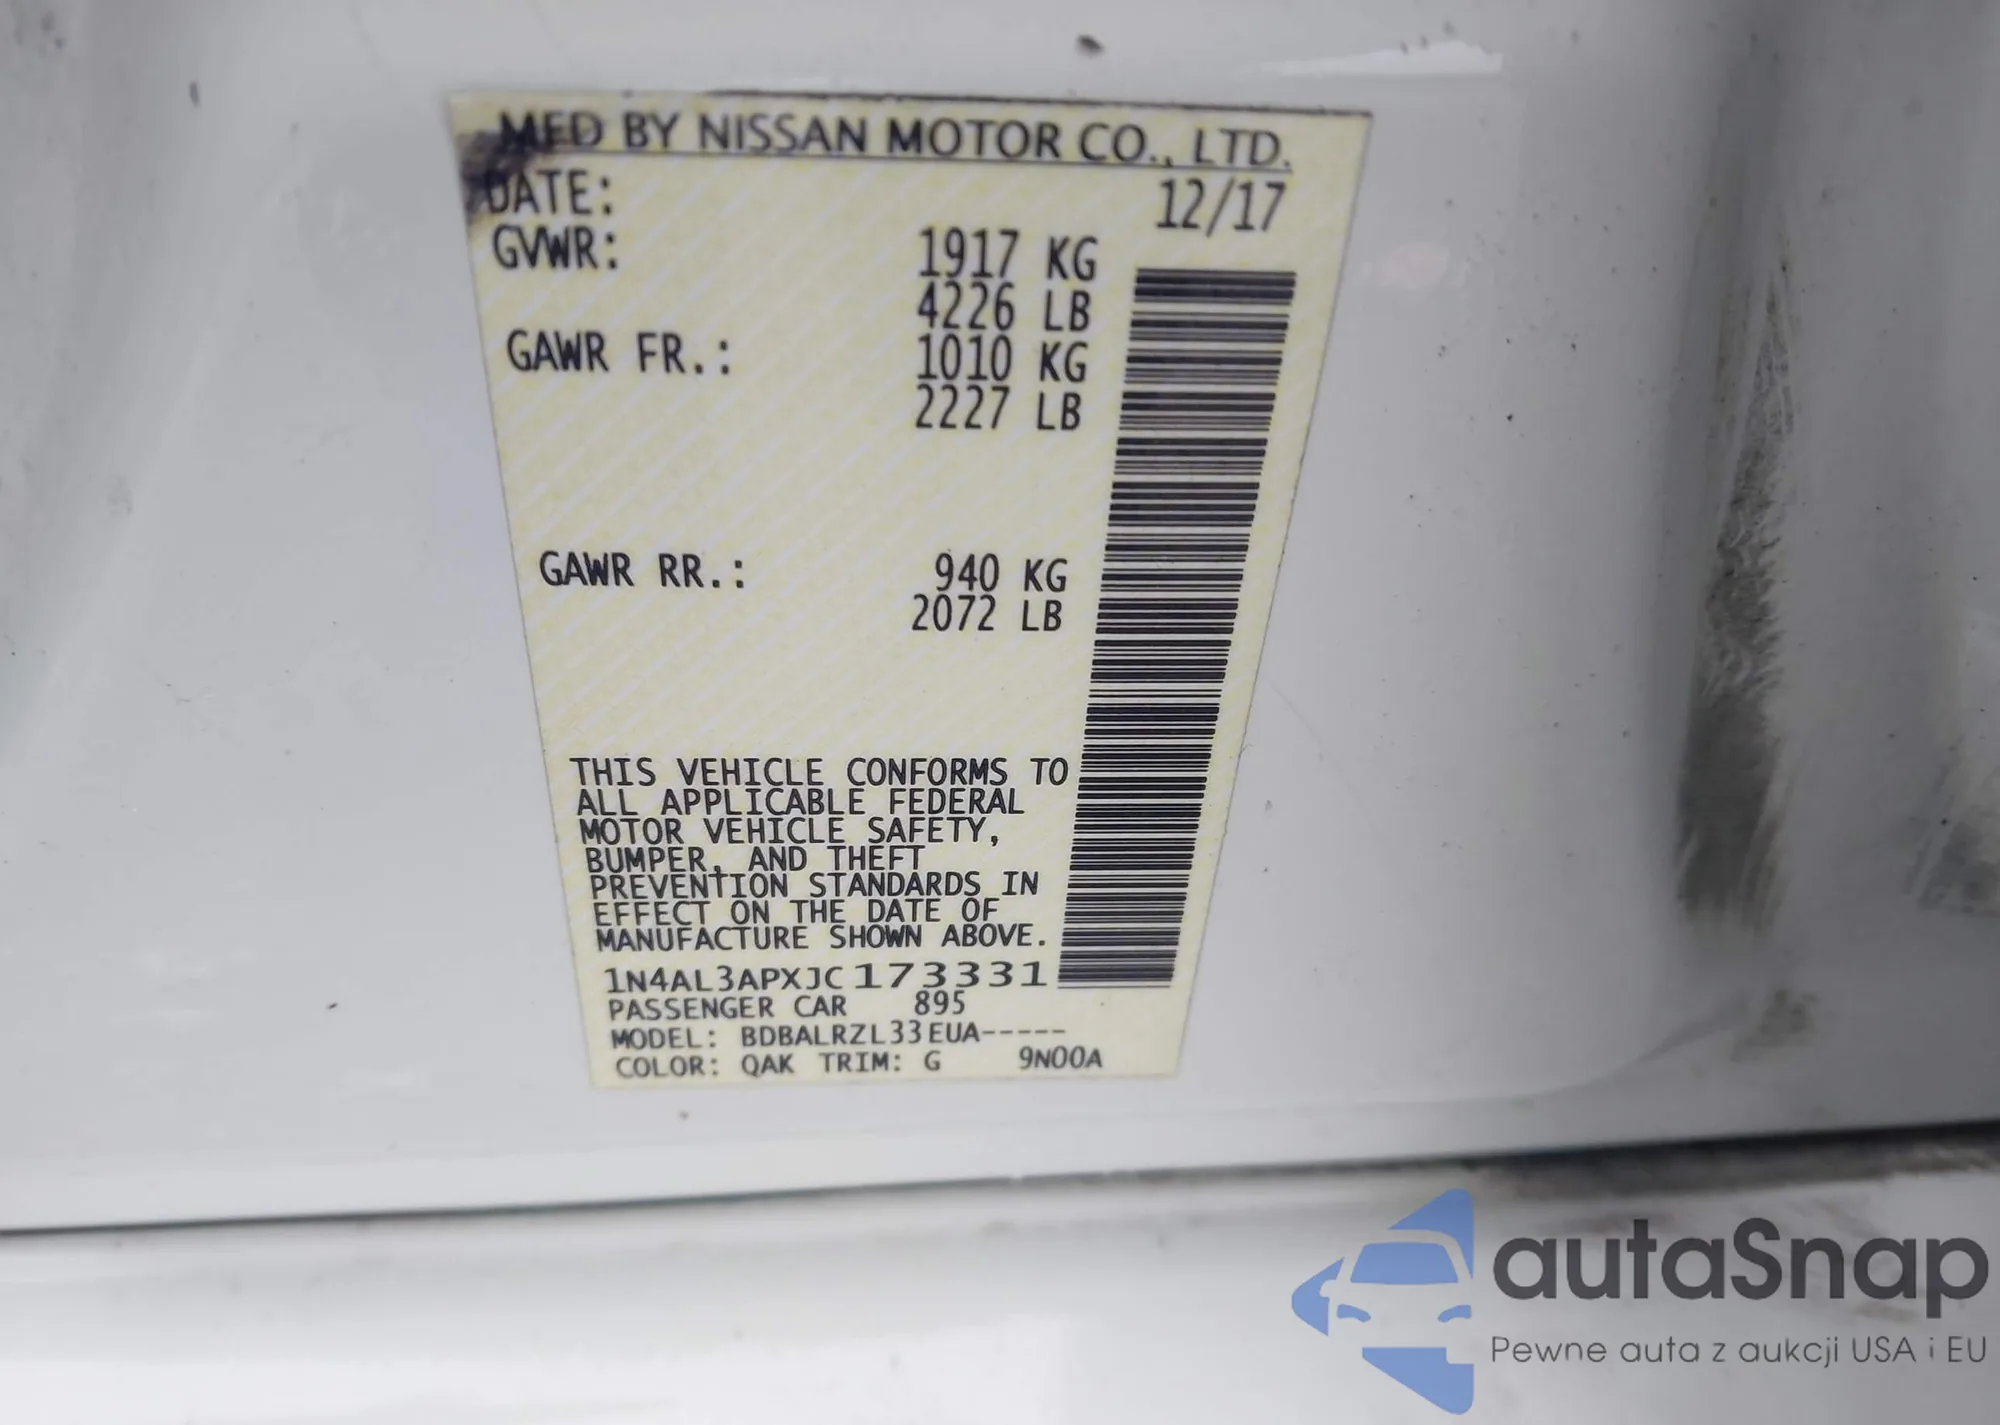 MFD BY NISSAN MOTOR CO., LTD.
DATE: 12/17
GVWR: 1917 KG
4226 LB
GAWR FR.: 1010 KG
2227 LB
GAWR RR.: 940 KG
2072 LB
THIS VEHICLE CONFORMS TO
ALL APPLICABLE FEDERAL
MOTOR VEHICLE SAFETY,
BUMPER, AND THEFT
PREVENTION STANDARDS IN
EFFECT ON THE DATE OF
MANUFACTURE SHOWN ABOVE.
1N4AL3APXJC173331
PASSENGER CAR 895
MODEL: BDBALRZL33EUA-----
COLOR: QAK TRIM: G 9N00A
autaSnap
Pewne auta z aukcji USA i EU